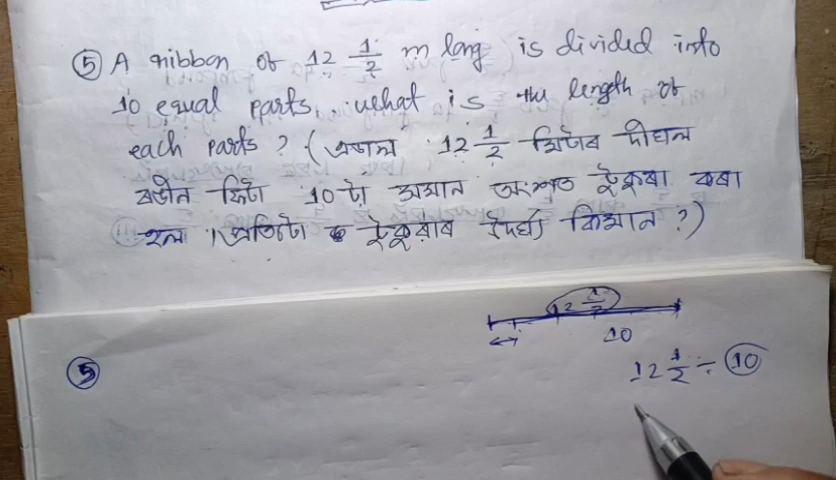 ⑤ A ribbon of 12 1/2 m long is divided into
10 equal parts. what is the length of
each parts ? (এডাল 12 1/2 মিটাৰ দীঘল
ৰঙীন ফিটা 10 টা সমান অংশত টুকুৰা কৰা
হল । প্ৰতিটো টুকুৰাৰ দৈৰ্ঘ্য কিমান ?)
12 1/2
10
⑤
12 1/2 ÷ 10